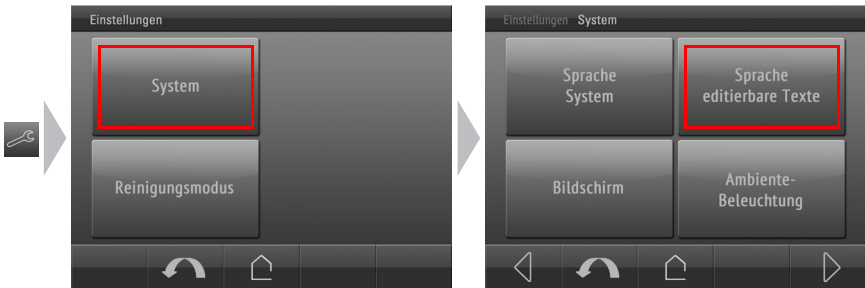 Einstellungen
System
Reinigungsmodus
Einstellungen System
Sprache
System
Sprache
editierbare Texte
Bildschirm
Ambiente-
Beleuchtung